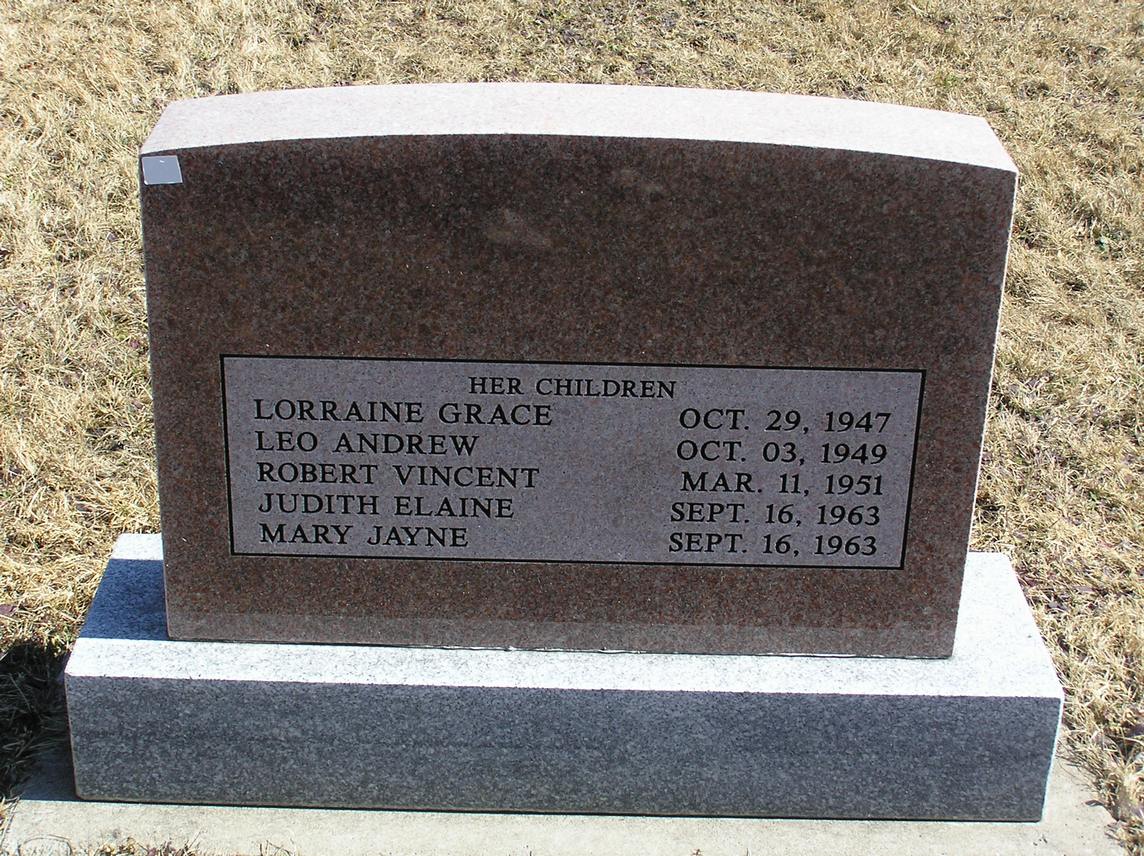 HER CHILDREN
LORRAINE GRACE OCT. 29, 1947
LEO ANDREW OCT. 03, 1949
ROBERT VINCENT MAR. 11, 1951
JUDITH ELAINE SEPT. 16, 1963
MARY JAYNE SEPT. 16, 1963